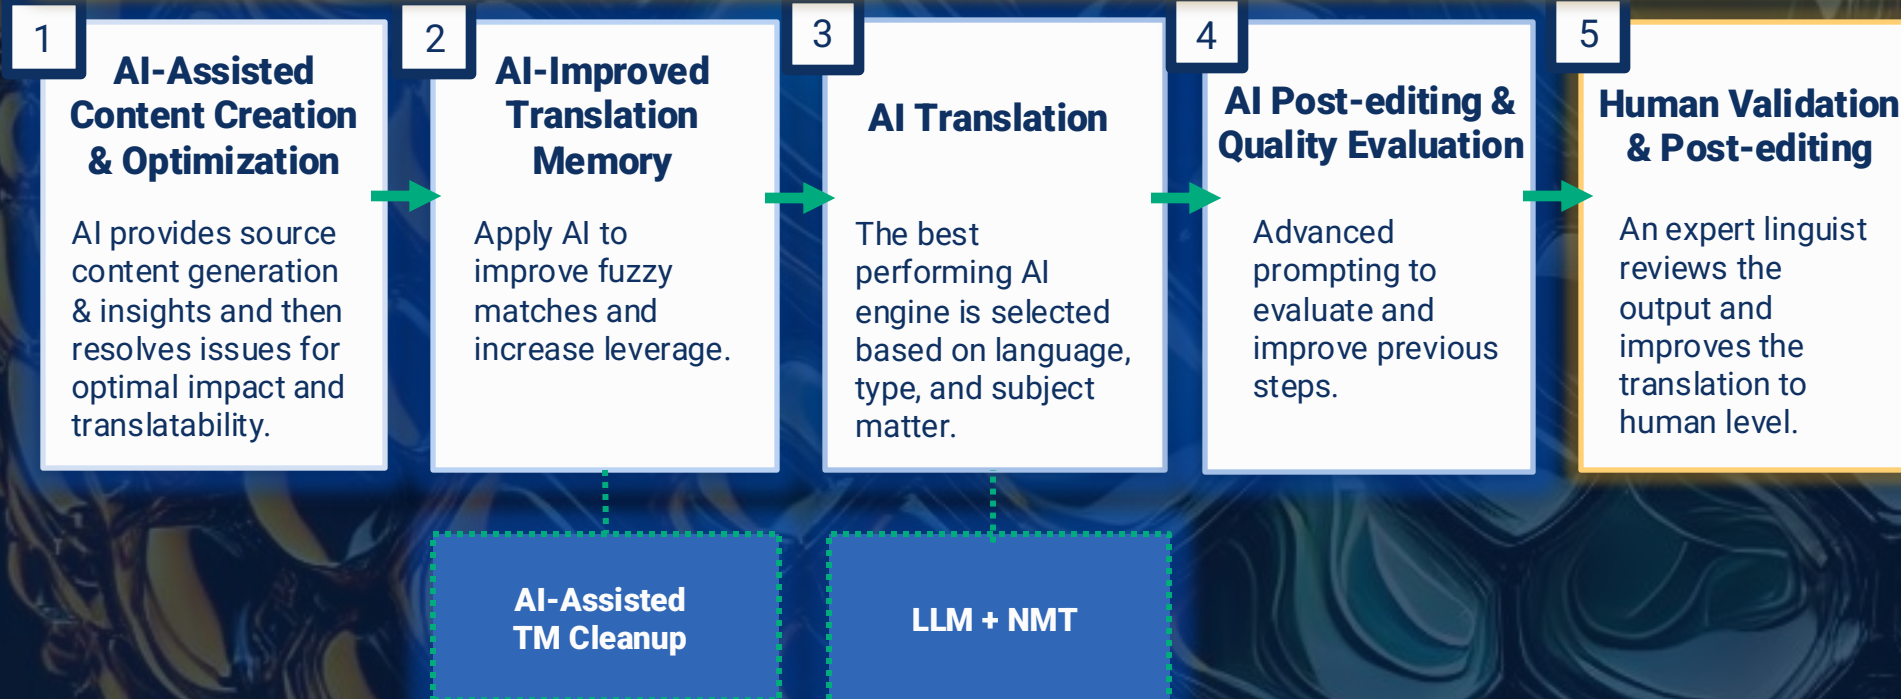 1
AI-Assisted
Content Creation
& Optimization
AI provides source
content generation
& insights and then
resolves issues for
optimal impact and
translatability.
2
AI-Improved
Translation
Memory
Apply AI to
improve fuzzy
matches and
increase leverage.
AI-Assisted
TM Cleanup
3
AI Translation
The best
performing AI
engine is selected
based on language,
type, and subject
matter.
LLM + NMT
4
AI Post-editing &
Quality Evaluation
Advanced
prompting to
evaluate and
improve previous
steps.
5
Human Validation
& Post-editing
An expert linguist
reviews the
output and
improves the
translation to
human level.